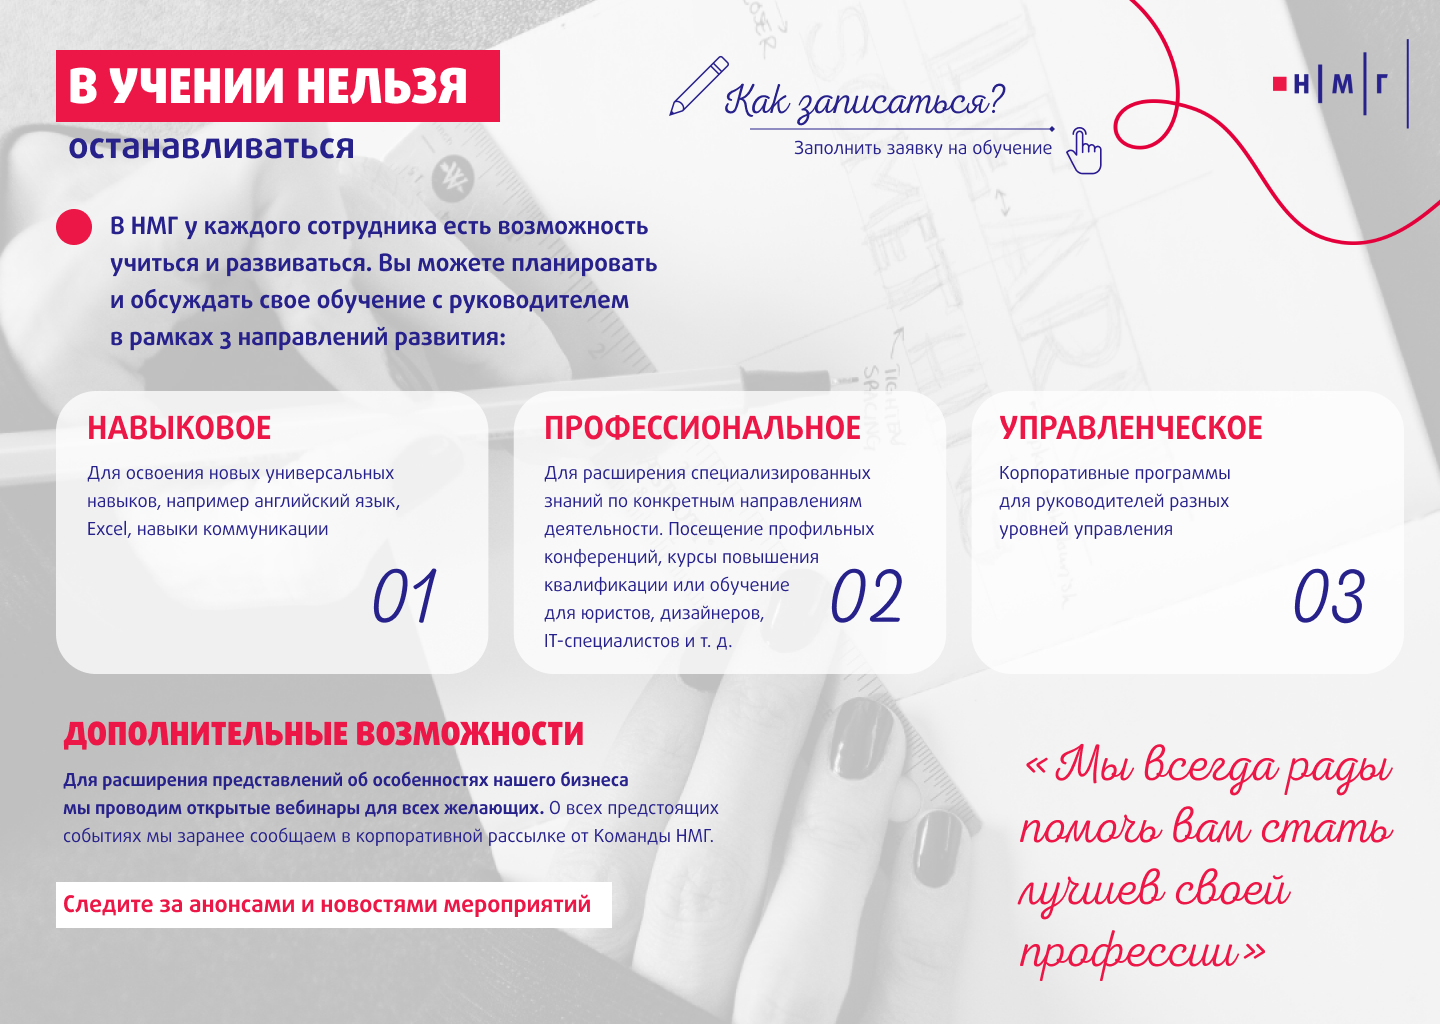 В УЧЕНИИ НЕЛЬЗЯ
останавливаться
Как записаться?
Заполнить заявку на обучение
Н|М|Г
В НМГ у каждого сотрудника есть возможность
учиться и развиваться. Вы можете планировать
и обсуждать свое обучение с руководителем
в рамках 3 направлений развития:
НАВЫКОВОЕ
Для освоения новых универсальных
навыков, например английский язык,
Excel, навыки коммуникации
01
ПРОФЕССИОНАЛЬНОЕ
Для расширения специализированных
знаний по конкретным направлениям
деятельности. Посещение профильных
конференций, курсы повышения
квалификации или обучение
для юристов, дизайнеров,
IT-специалистов и т. д.
02
УПРАВЛЕНЧЕСКОЕ
Корпоративные программы
для руководителей разных
уровней управления
03
ДОПОЛНИТЕЛЬНЫЕ ВОЗМОЖНОСТИ
Для расширения представлений об особенностях нашего бизнеса
мы проводим открытые вебинары для всех желающих. О всех предстоящих
событиях мы заранее сообщаем в корпоративной рассылке от Команды НМГ.
Следите за анонсами и новостями мероприятий
«Мы всегда рады
помочь вам стать
лучшев своей
профессии»